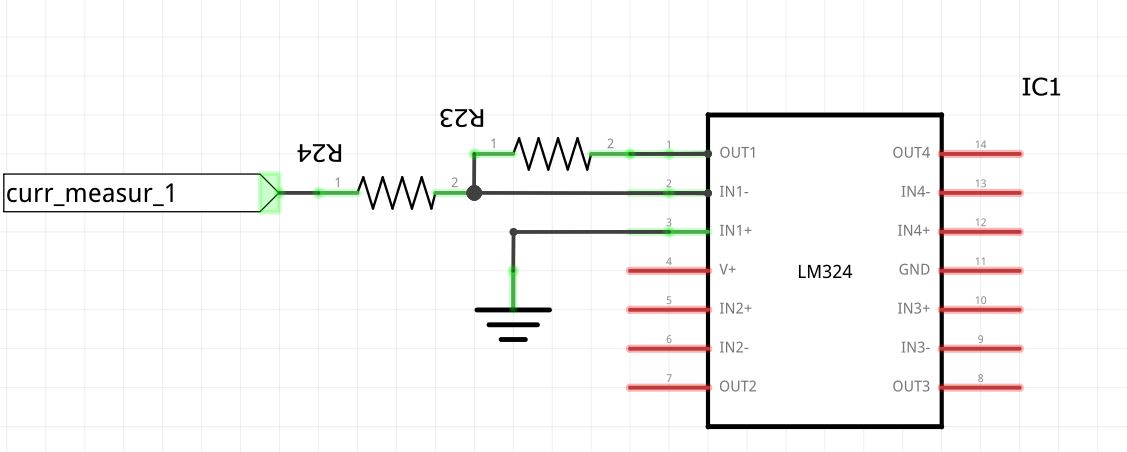 IC1
R23
R24
1 2
1 OUT1
OUT4 14
curr_measur_1
1 2
2 IN1-
IN4- 13
3 IN1+
IN4+ 12
4 V+
LM324
GND 11
5 IN2+
IN3+ 10
6 IN2-
IN3- 9
7 OUT2
OUT3 8